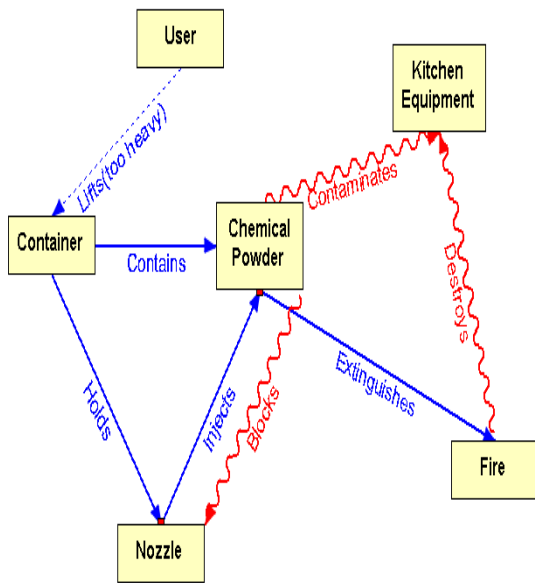 User
Kitchen
Equipment
Lifts(too heavy)
Contaminates
Container
Contains
Chemical
Powder
Destroys
Holds
Injects
Blocks
Extinguishes
Fire
Nozzle